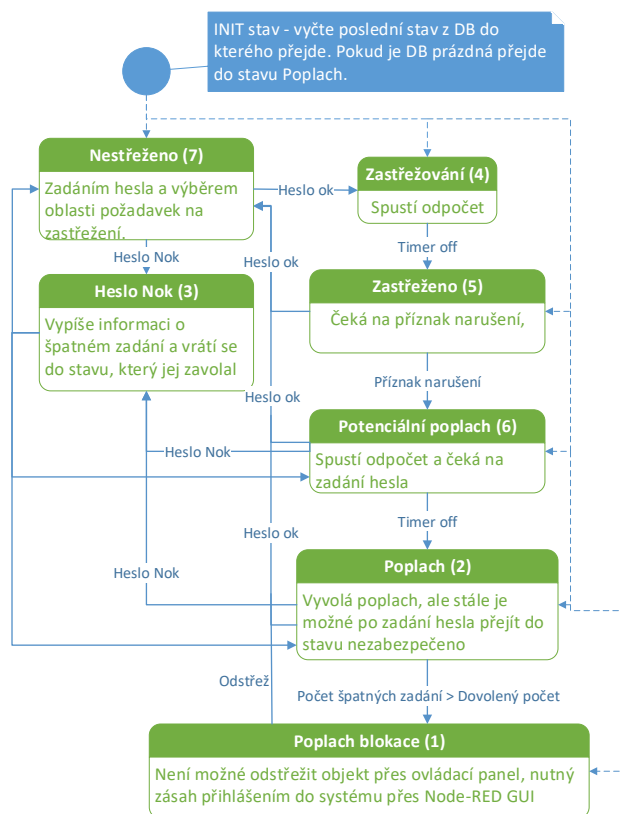 INIT stav - vyčte poslední stav z DB do
kterého přejde. Pokud je DB prázdná přejde
do stavu Poplach.
Nestřeženo (7)
Zadáním hesla a výběrem
oblasti požadavek na
zastřežení.
Heslo ok
Zastřežování (4)
Spustí odpočet
Heslo Nok
Timer off
Heslo ok
Heslo Nok (3)
Vypíše informaci o
špatném zadání a vrátí se
do stavu, který jej zavolal
Zastřeženo (5)
Čeká na příznak narušení,
Příznak narušení
Heslo ok
Potenciální poplach (6)
Spustí odpočet a čeká na
zadání hesla
Heslo Nok
Timer off
Heslo ok
Poplach (2)
Vyvolá poplach, ale stále je
možné po zadání hesla přejít do
stavu nezabezpečeno
Heslo Nok
Odstřež
Počet špatných zadání > Dovolený počet
Poplach blokace (1)
Není možné odstřežit objekt přes ovládací panel, nutný
zásah přihlášením do systému přes Node-RED GUI